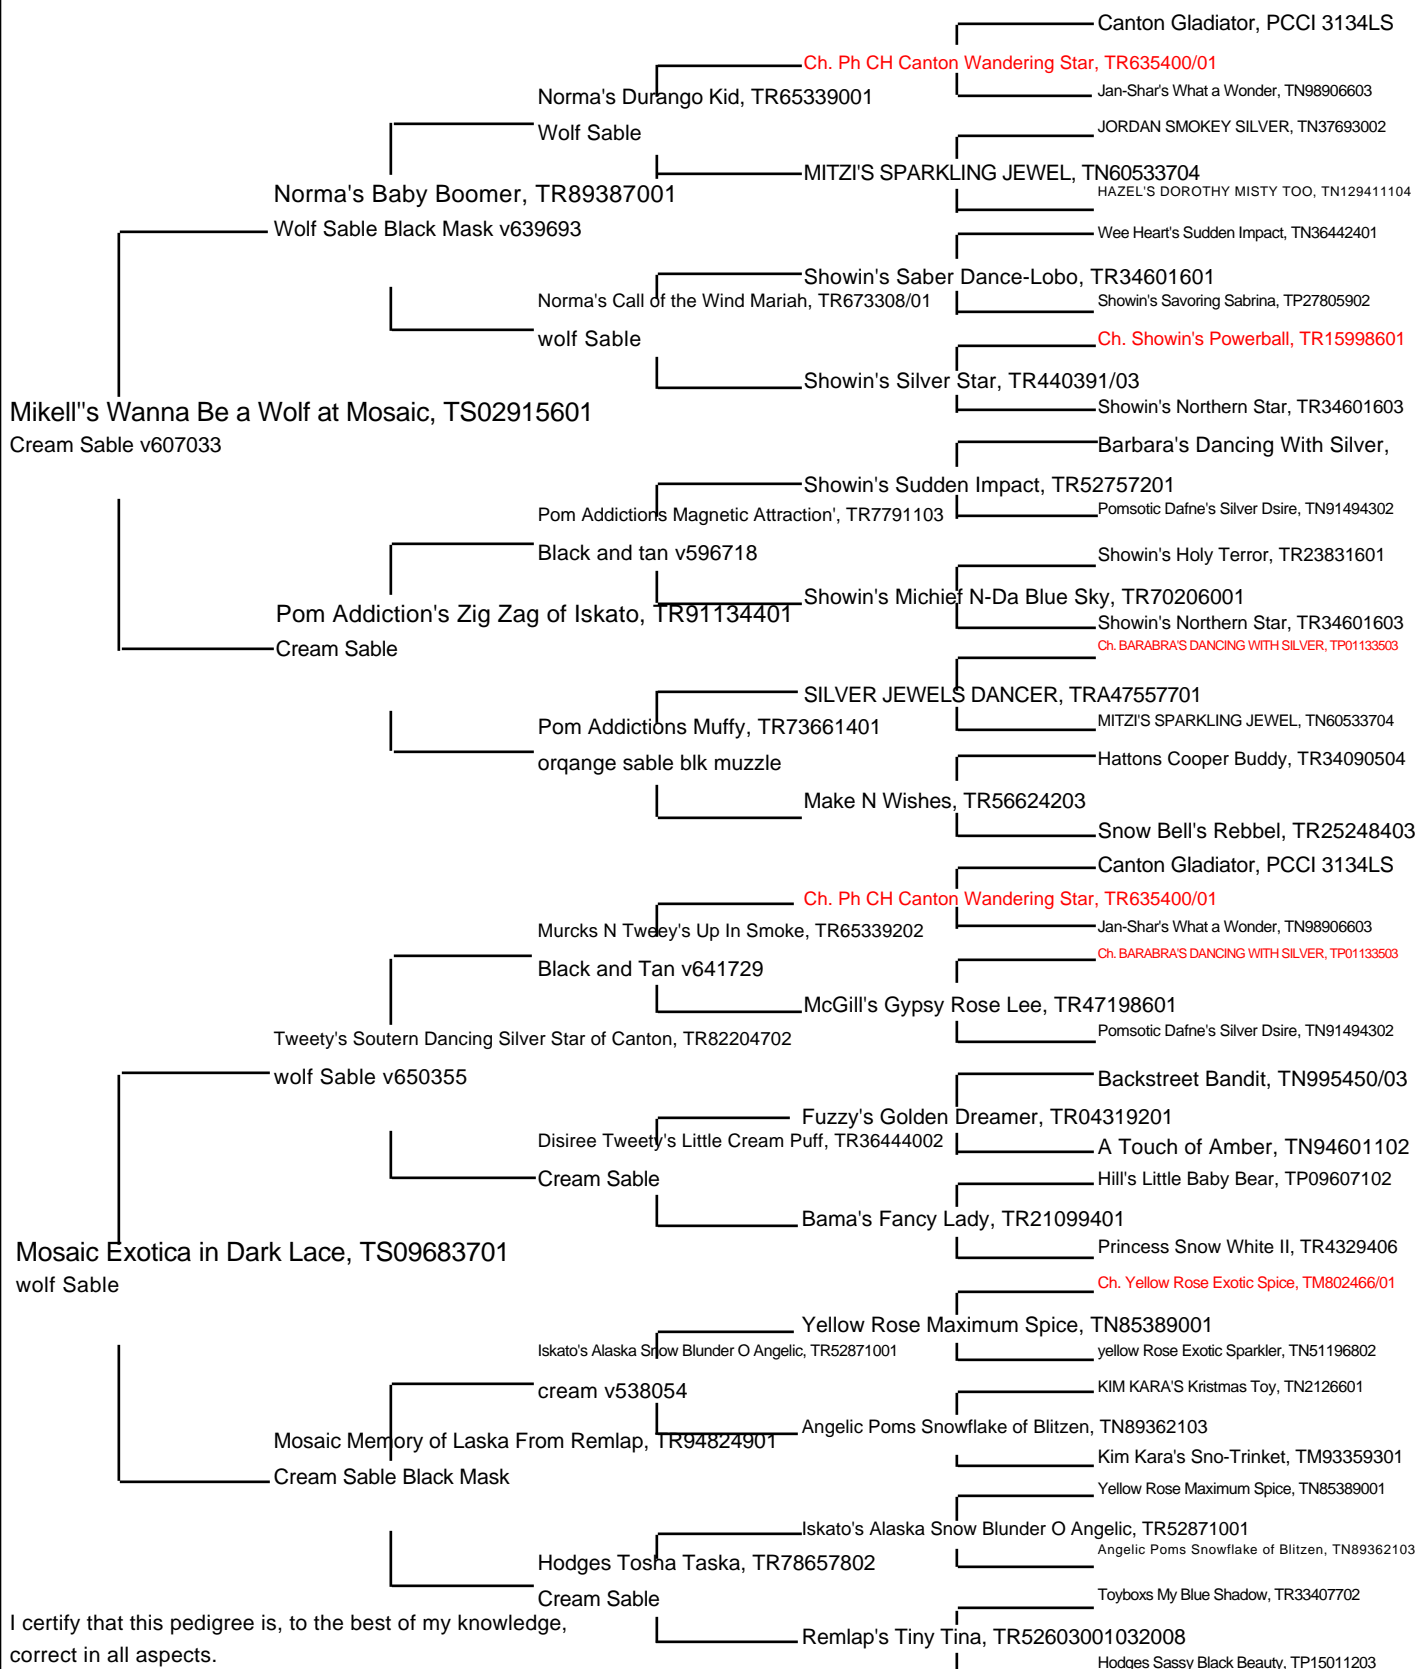 Canton Gladiator, PCCI 3134LS
Ch. Ph CH Canton Wandering Star, TR635400/01
Jan-Shar's What a Wonder, TN98906603
Norma's Durango Kid, TR65339001
Wolf Sable
JORDAN SMOKEY SILVER, TN37693002
MITZI'S SPARKLING JEWEL, TN60533704
HAZEL'S DOROTHY MISTY TOO, TN129411104
Norma's Baby Boomer, TR89387001
Wolf Sable Black Mask v639693
Wee Heart's Sudden Impact, TN36442401
Showin's Saber Dance-Lobo, TR34601601
Showin's Savoring Sabrina, TP27805902
Norma's Call of the Wind Mariah, TR673308/01
wolf Sable
Ch. Showin's Powerball, TR15998601
Showin's Silver Star, TR440391/03
Showin's Northern Star, TR34601603
Mikell"s Wanna Be a Wolf at Mosaic, TS02915601
Cream Sable v607033
Barbara's Dancing With Silver,
Showin's Sudden Impact, TR52757201
Pomsotic Dafne's Silver Dsire, TN91494302
Pom Addictions Magnetic Attraction', TR7791103
Black and tan v596718
Showin's Holy Terror, TR23831601
Showin's Michief N-Da Blue Sky, TR70206001
Showin's Northern Star, TR34601603
Pom Addiction's Zig Zag of Iskato, TR91134401
Cream Sable
Ch. BARABRA'S DANCING WITH SILVER, TP01133503
SILVER JEWELS DANCER, TRA47557701
MITZI'S SPARKLING JEWEL, TN60533704
Pom Addictions Muffy, TR73661401
orqange sable blk muzzle
Hattons Cooper Buddy, TR34090504
Make N Wishes, TR56624203
Snow Bell's Rebbel, TR25248403
Canton Gladiator, PCCI 3134LS
Ch. Ph CH Canton Wandering Star, TR635400/01
Jan-Shar's What a Wonder, TN98906603
Murcks N Tweey's Up In Smoke, TR65339202
Black and Tan v641729
Ch. BARABRA'S DANCING WITH SILVER, TP01133503
McGill's Gypsy Rose Lee, TR47198601
Pomsotic Dafne's Silver Dsire, TN91494302
Tweety's Soutern Dancing Silver Star of Canton, TR82204702
wolf Sable v650355
Backstreet Bandit, TN995450/03
Fuzzy's Golden Dreamer, TR04319201
A Touch of Amber, TN94601102
Disiree Tweety's Little Cream Puff, TR36444002
Cream Sable
Hill's Little Baby Bear, TP09607102
Bama's Fancy Lady, TR21099401
Princess Snow White II, TR4329406
Mosaic Exotica in Dark Lace, TS09683701
wolf Sable
Ch. Yellow Rose Exotic Spice, TM802466/01
Yellow Rose Maximum Spice, TN85389001
yellow Rose Exotic Sparkler, TN51196802
Iskato's Alaska Snow Blunder O Angelic, TR52871001
cream v538054
KIM KARA'S Kristmas Toy, TN2126601
Angelic Poms Snowflake of Blitzen, TN89362103
Kim Kara's Sno-Trinket, TM93359301
Mosaic Memory of Laska From Remlap, TR94824901
Cream Sable Black Mask
Yellow Rose Maximum Spice, TN85389001
Iskato's Alaska Snow Blunder O Angelic, TR52871001
Angelic Poms Snowflake of Blitzen, TN89362103
Hodges Tosha Taska, TR78657802
Cream Sable
Toyboxs My Blue Shadow, TR33407702
Remlap's Tiny Tina, TR52603001032008
Hodges Sassy Black Beauty, TP15011203
I certify that this pedigree is, to the best of my knowledge,
correct in all aspects.